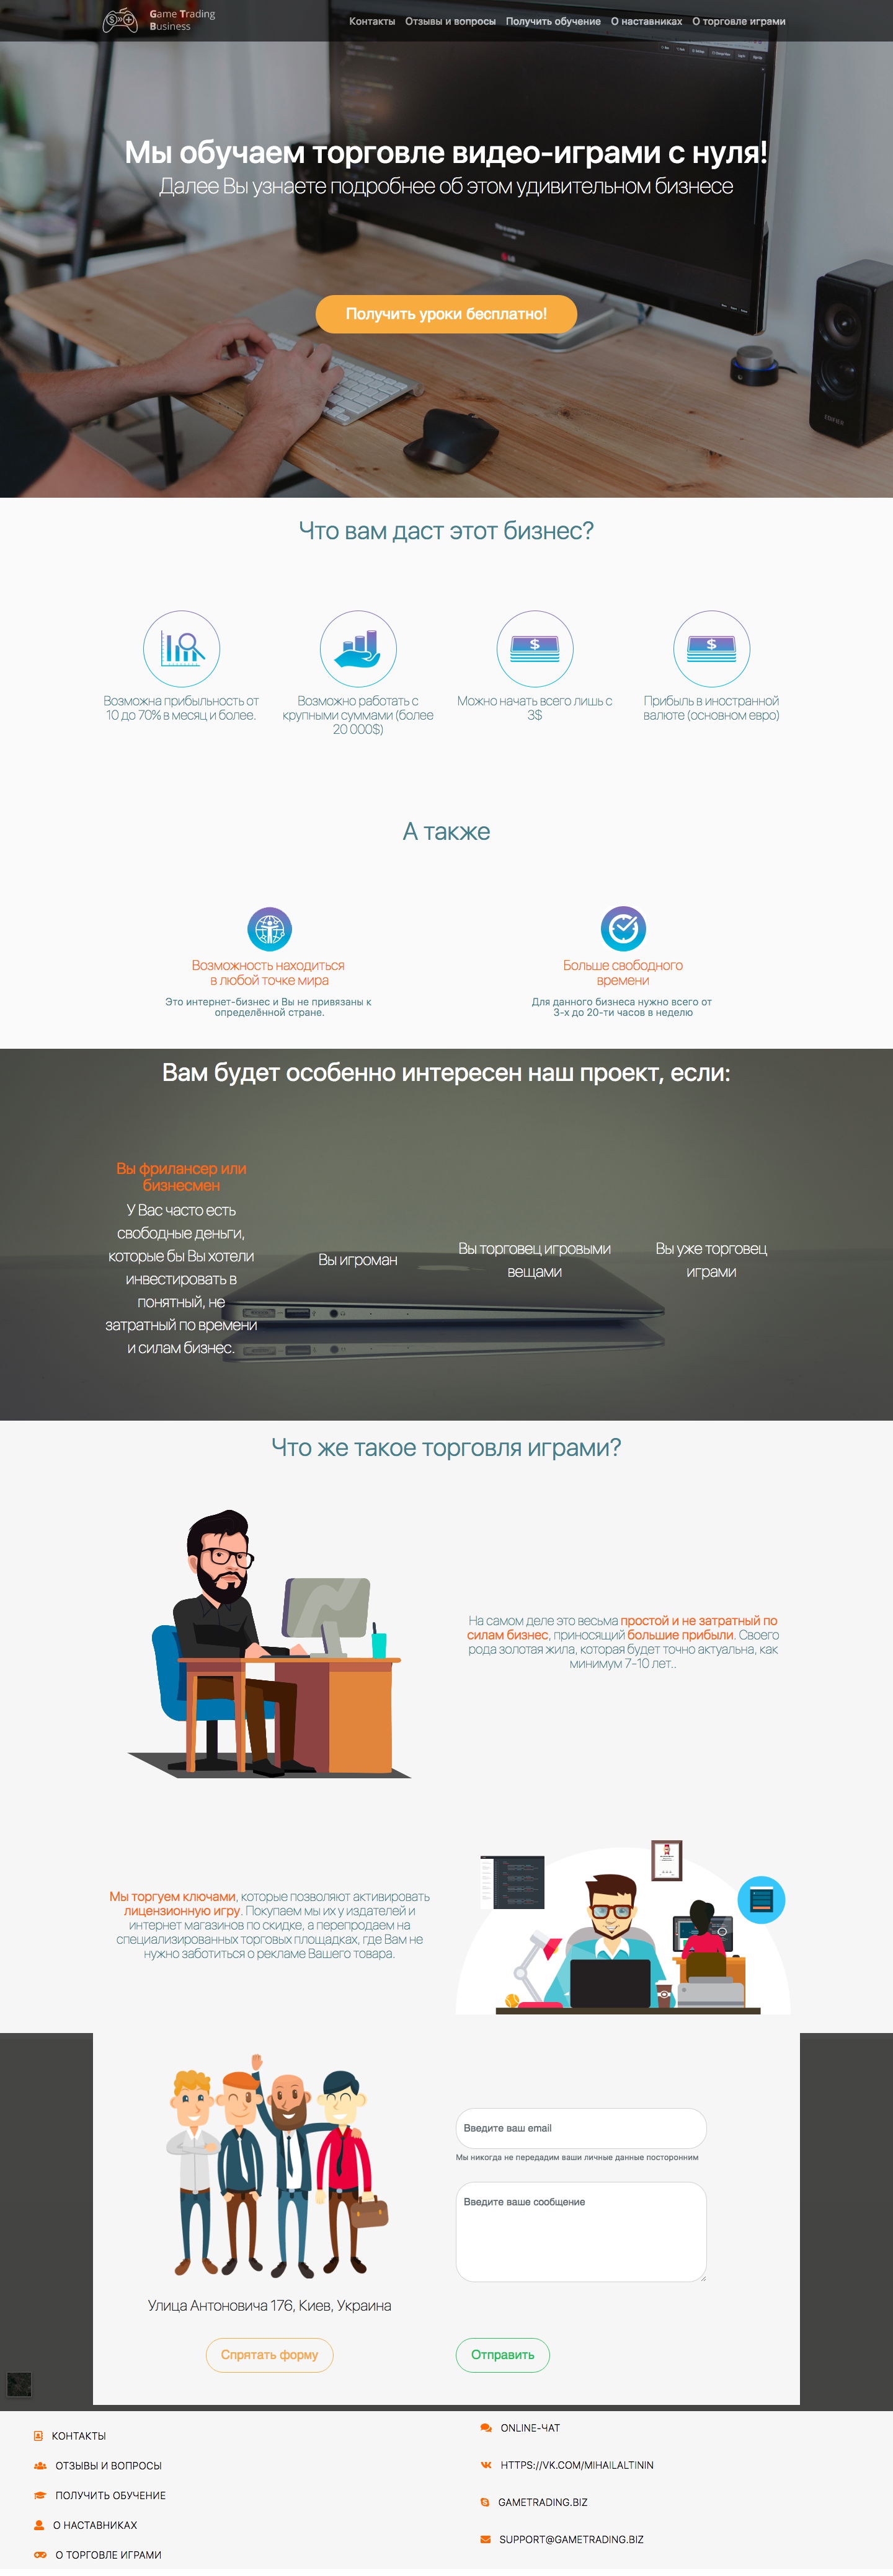 Game Trading
Business
Контакты Отзывы и вопросы Получить обучение О наставниках О торговле играми
Мы обучаем торговле видео-играми с нуля!
Далее Вы узнаете подробнее об этом удивительном бизнесе
Получить уроки бесплатно!
Что вам даст этот бизнес?
Возможна прибыльность от
10 до 70% в месяц и более.
Возможно работать с
крупными суммами (более
20 000$)
Можно начать всего лишь с
3$
Прибыль в иностранной
валюте (основном евро)
А также
Возможность находиться
в любой точке мира
Это интернет-бизнес и Вы не привязаны к
определённой стране.
Больше свободного
времени
Для данного бизнеса нужно всего от
3-х до 20-ти часов в неделю
Вам будет особенно интересен наш проект, если:
Вы фрилансер или
бизнесмен
У Вас часто есть
свободные деньги,
которые бы Вы хотели
инвестировать в
понятный, не
затратный по времени
и силам бизнес.
Вы игроман
Вы торговец игровыми
вещами
Вы уже торговец
играми
Что же такое торговля играми?
На самом деле это весьма простой и не затратный по
силам бизнес, приносящий большие прибыли. Своего
рода золотая жила, которая будет точно актуальна, как
минимум 7-10 лет..
Мы торгуем ключами, которые позволяют активировать
лицензионную игру. Покупаем мы их у издателей и
интернет магазинов по скидке, а перепродаем на
специализированных торговых площадках, где Вам не
нужно заботиться о рекламе Вашего товара.
Введите ваш email
Мы никогда не передадим ваши личные данные посторонним
Введите ваше сообщение
Улица Антоновича 176, Киев, Украина
Спрятать форму
Отправить
КОНТАКТЫ
ОТЗЫВЫ И ВОПРОСЫ
ПОЛУЧИТЬ ОБУЧЕНИЕ
О НАСТАВНИКАХ
О ТОРГОВЛЕ ИГРАМИ
ONLINE-ЧАТ
HTTPS://VK.COM/MIHAILALTININ
GAMETRADING.BIZ
SUPPORT@GAMETRADING.BIZ